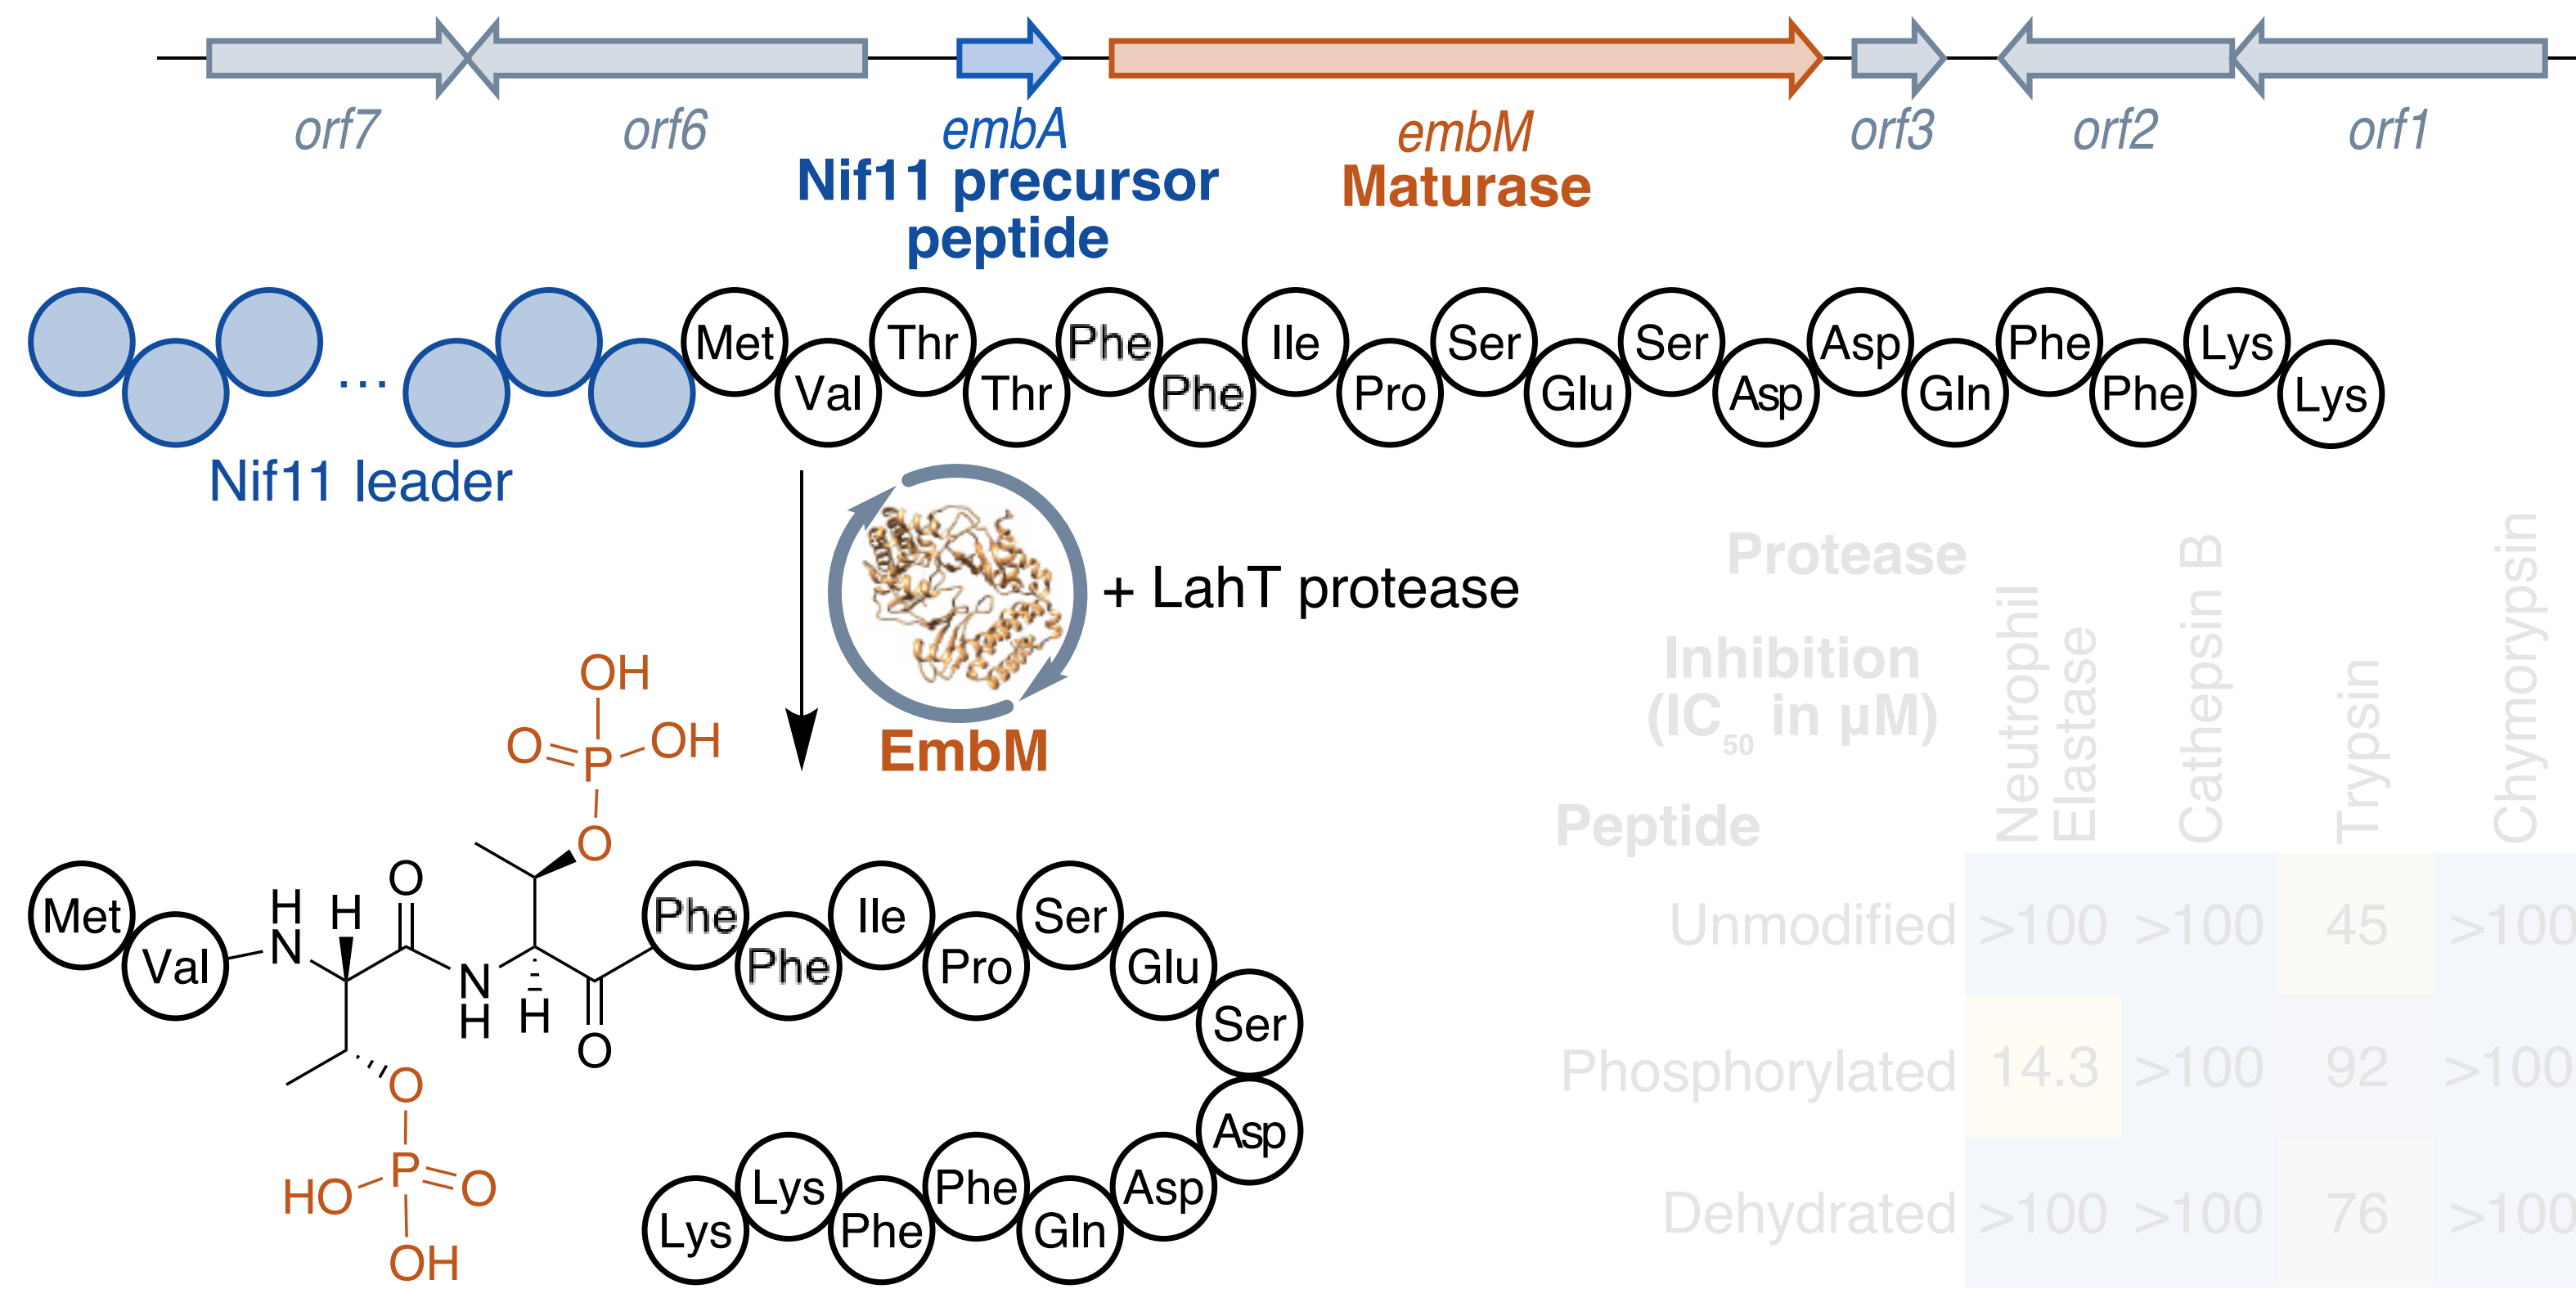 orf7 orf6 embA embM orf3 orf2 orf1
Nif11 precursor
peptide
Maturase
Met Val Thr Thr Phe Phe Ile Pro Ser Glu Ser Asp Asp Gln Phe Phe Lys Lys
...
Nif11 leader
+ LahT protease
EmbM
OH
O P OH
O
O
H
N H
N
H
H
O
O
P O
HO
OH
Met Val Phe Phe Ile Pro Ser Glu Ser Asp Asp Gln Phe Phe Lys Lys
Protease
Inhibition
(IC50 in µM)
Peptide
Neutrophil
Elastase
Cathepsin B
Trypsin
Chymorypsin
Unmodified >100 >100 45 >100
Phosphorylated 14.3 >100 92 >100
Dehydrated >100 >100 76 >100